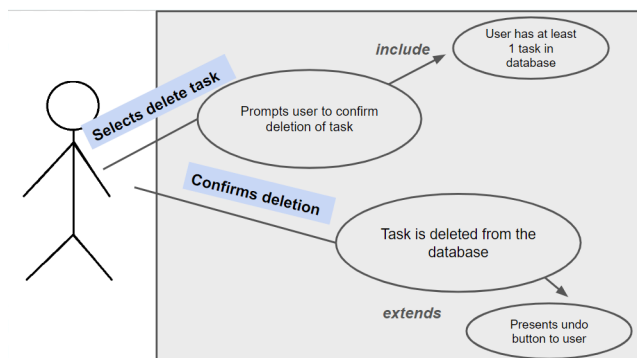 User has at least
1 task in
database
include
Selects delete task
Prompts user to confirm
deletion of task
Confirms deletion
Task is deleted from the
database
extends
Presents undo
button to user